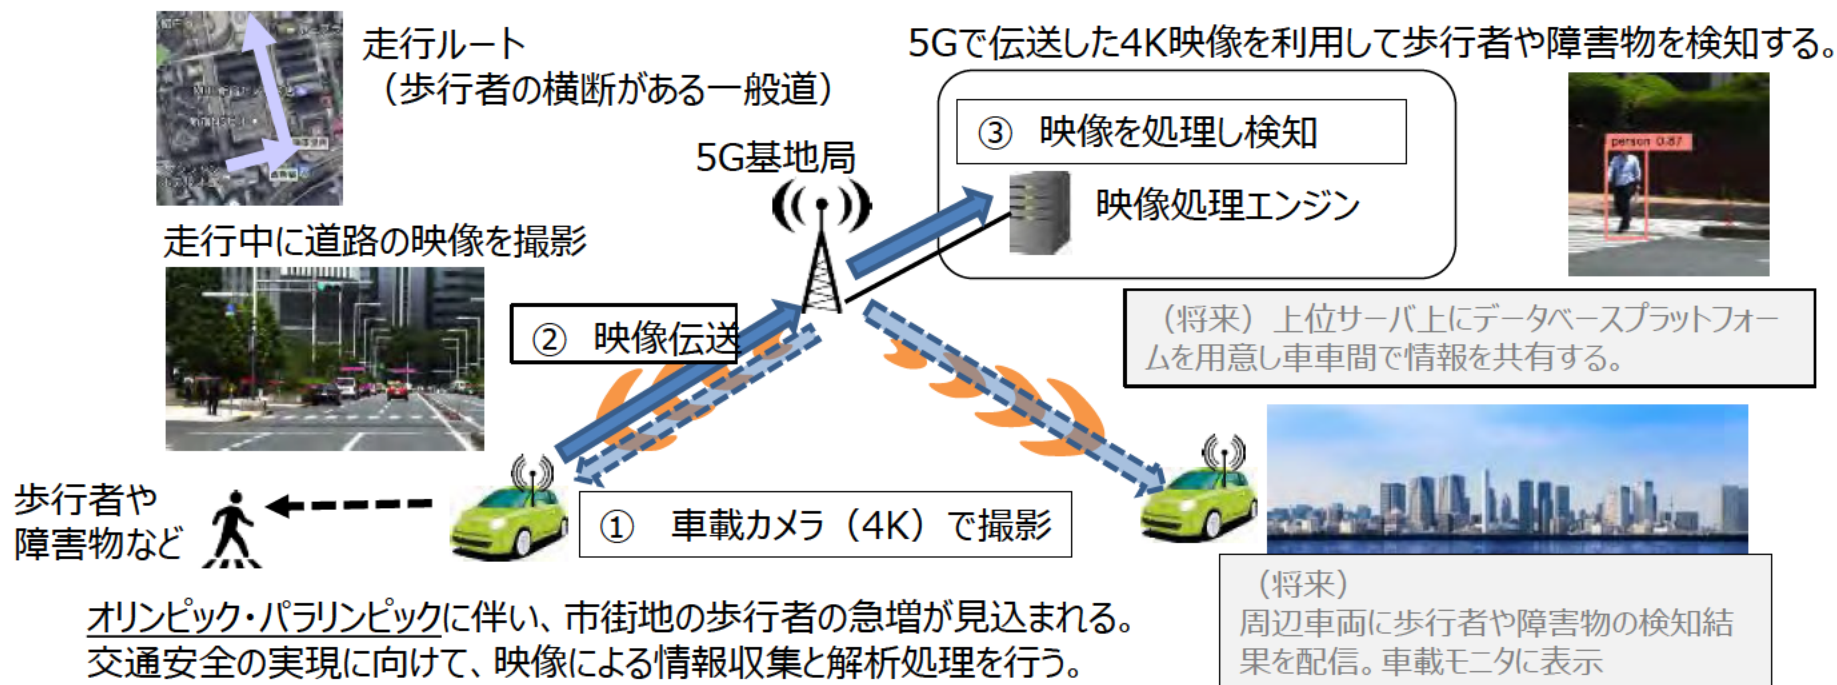 走行ルート
（歩行者の横断がある一般道）
5Gで伝送した4K映像を利用して歩行者や障害物を検知する。
③ 映像を処理し検知
5G基地局
映像処理エンジン
person 0.87
走行中に道路の映像を撮影
② 映像伝送
（将来）上位サーバ上にデータベースプラットフォー
ムを用意し車車間で情報を共有する。
歩行者や
障害物など
① 車載カメラ（4K）で撮影
（将来）
周辺車両に歩行者や障害物の検知結
果を配信。車載モニタに表示
オリンピック・パラリンピックに伴い、市街地の歩行者の急増が見込まれる。
交通安全の実現に向けて、映像による情報収集と解析処理を行う。